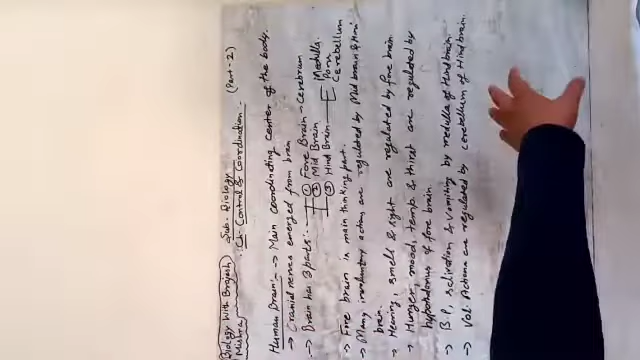 Biology with Brajesh Mishra
Sub- Biology
Ch- Control & Coordination. (Part-2)
Human Brain:- → Main coordinating center of the body.
→ Cranial nerves emerged from brain
→ Brain has 3 parts:- ① Fore Brain - Cerebrum
② Mid Brain
③ Hind Brain - Medulla
Pons
Cerebellum
→ Fore brain is main thinking part.
→ Many involuntary actions are regulated by Mid brain & Hind
brain.
→ Hearing, smell & sight are regulated by fore brain.
→ Hunger, mood, temp. & thirst are regulated by
hypothalamus of fore brain.
→ B.P, salivation & vomiting by medulla of Hind brain.
→ Vol. Actions are regulated by cerebellum of Hind brain.